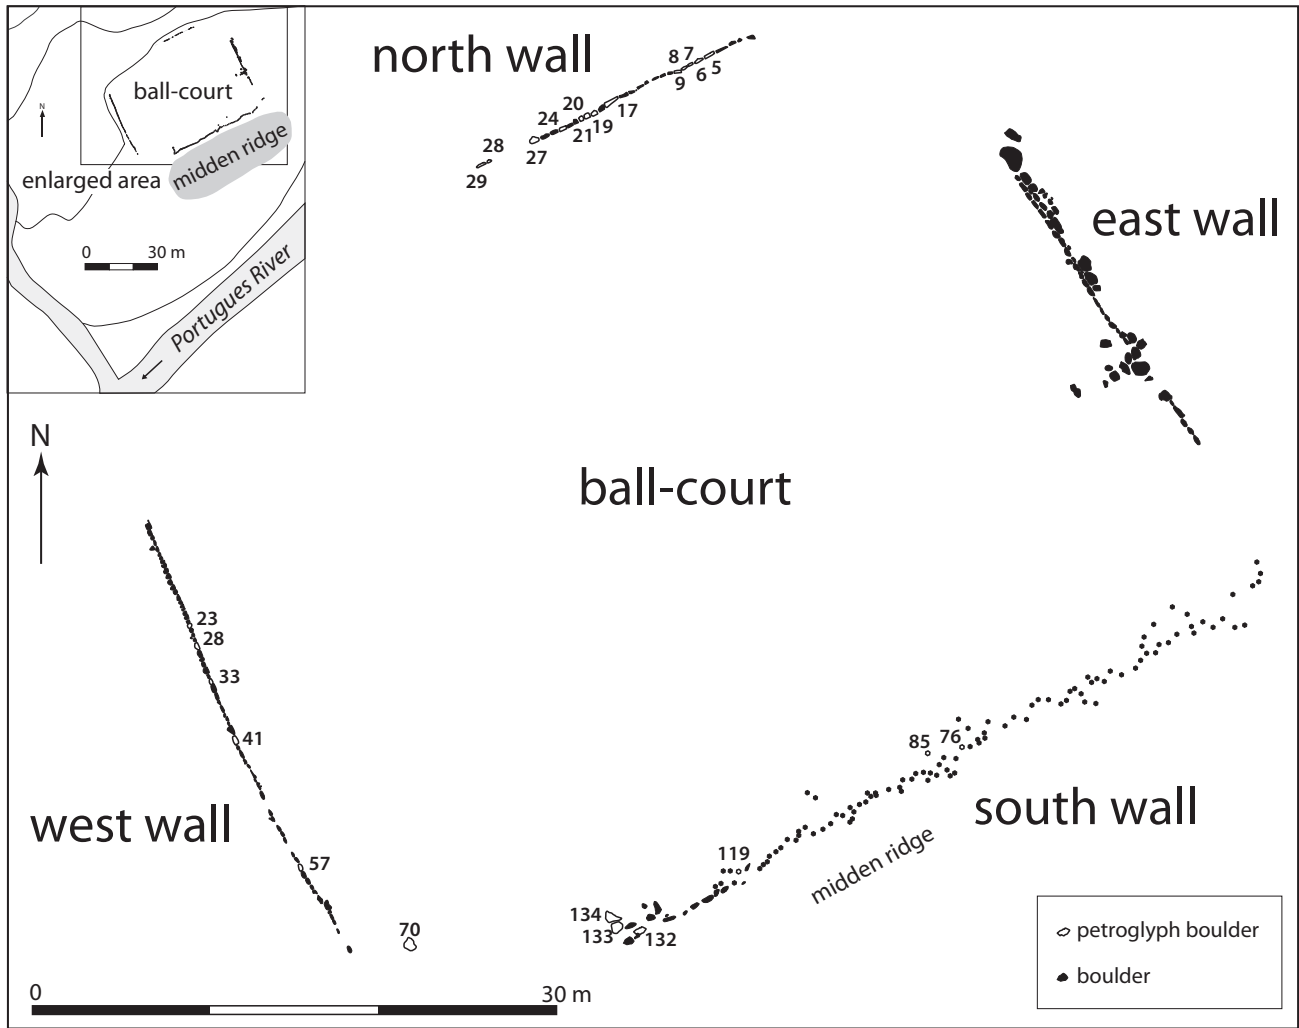 N
ball-court
midden ridge
enlarged area
0 30 m
Portugues River
north wall
8 7
9 6 5
17
20
24
21 19
28
27
29
east wall
N
ball-court
23
28
33
41
west wall
57
70
85 76
south wall
119
midden ridge
134
133 132
petroglyph boulder
boulder
0 30 m